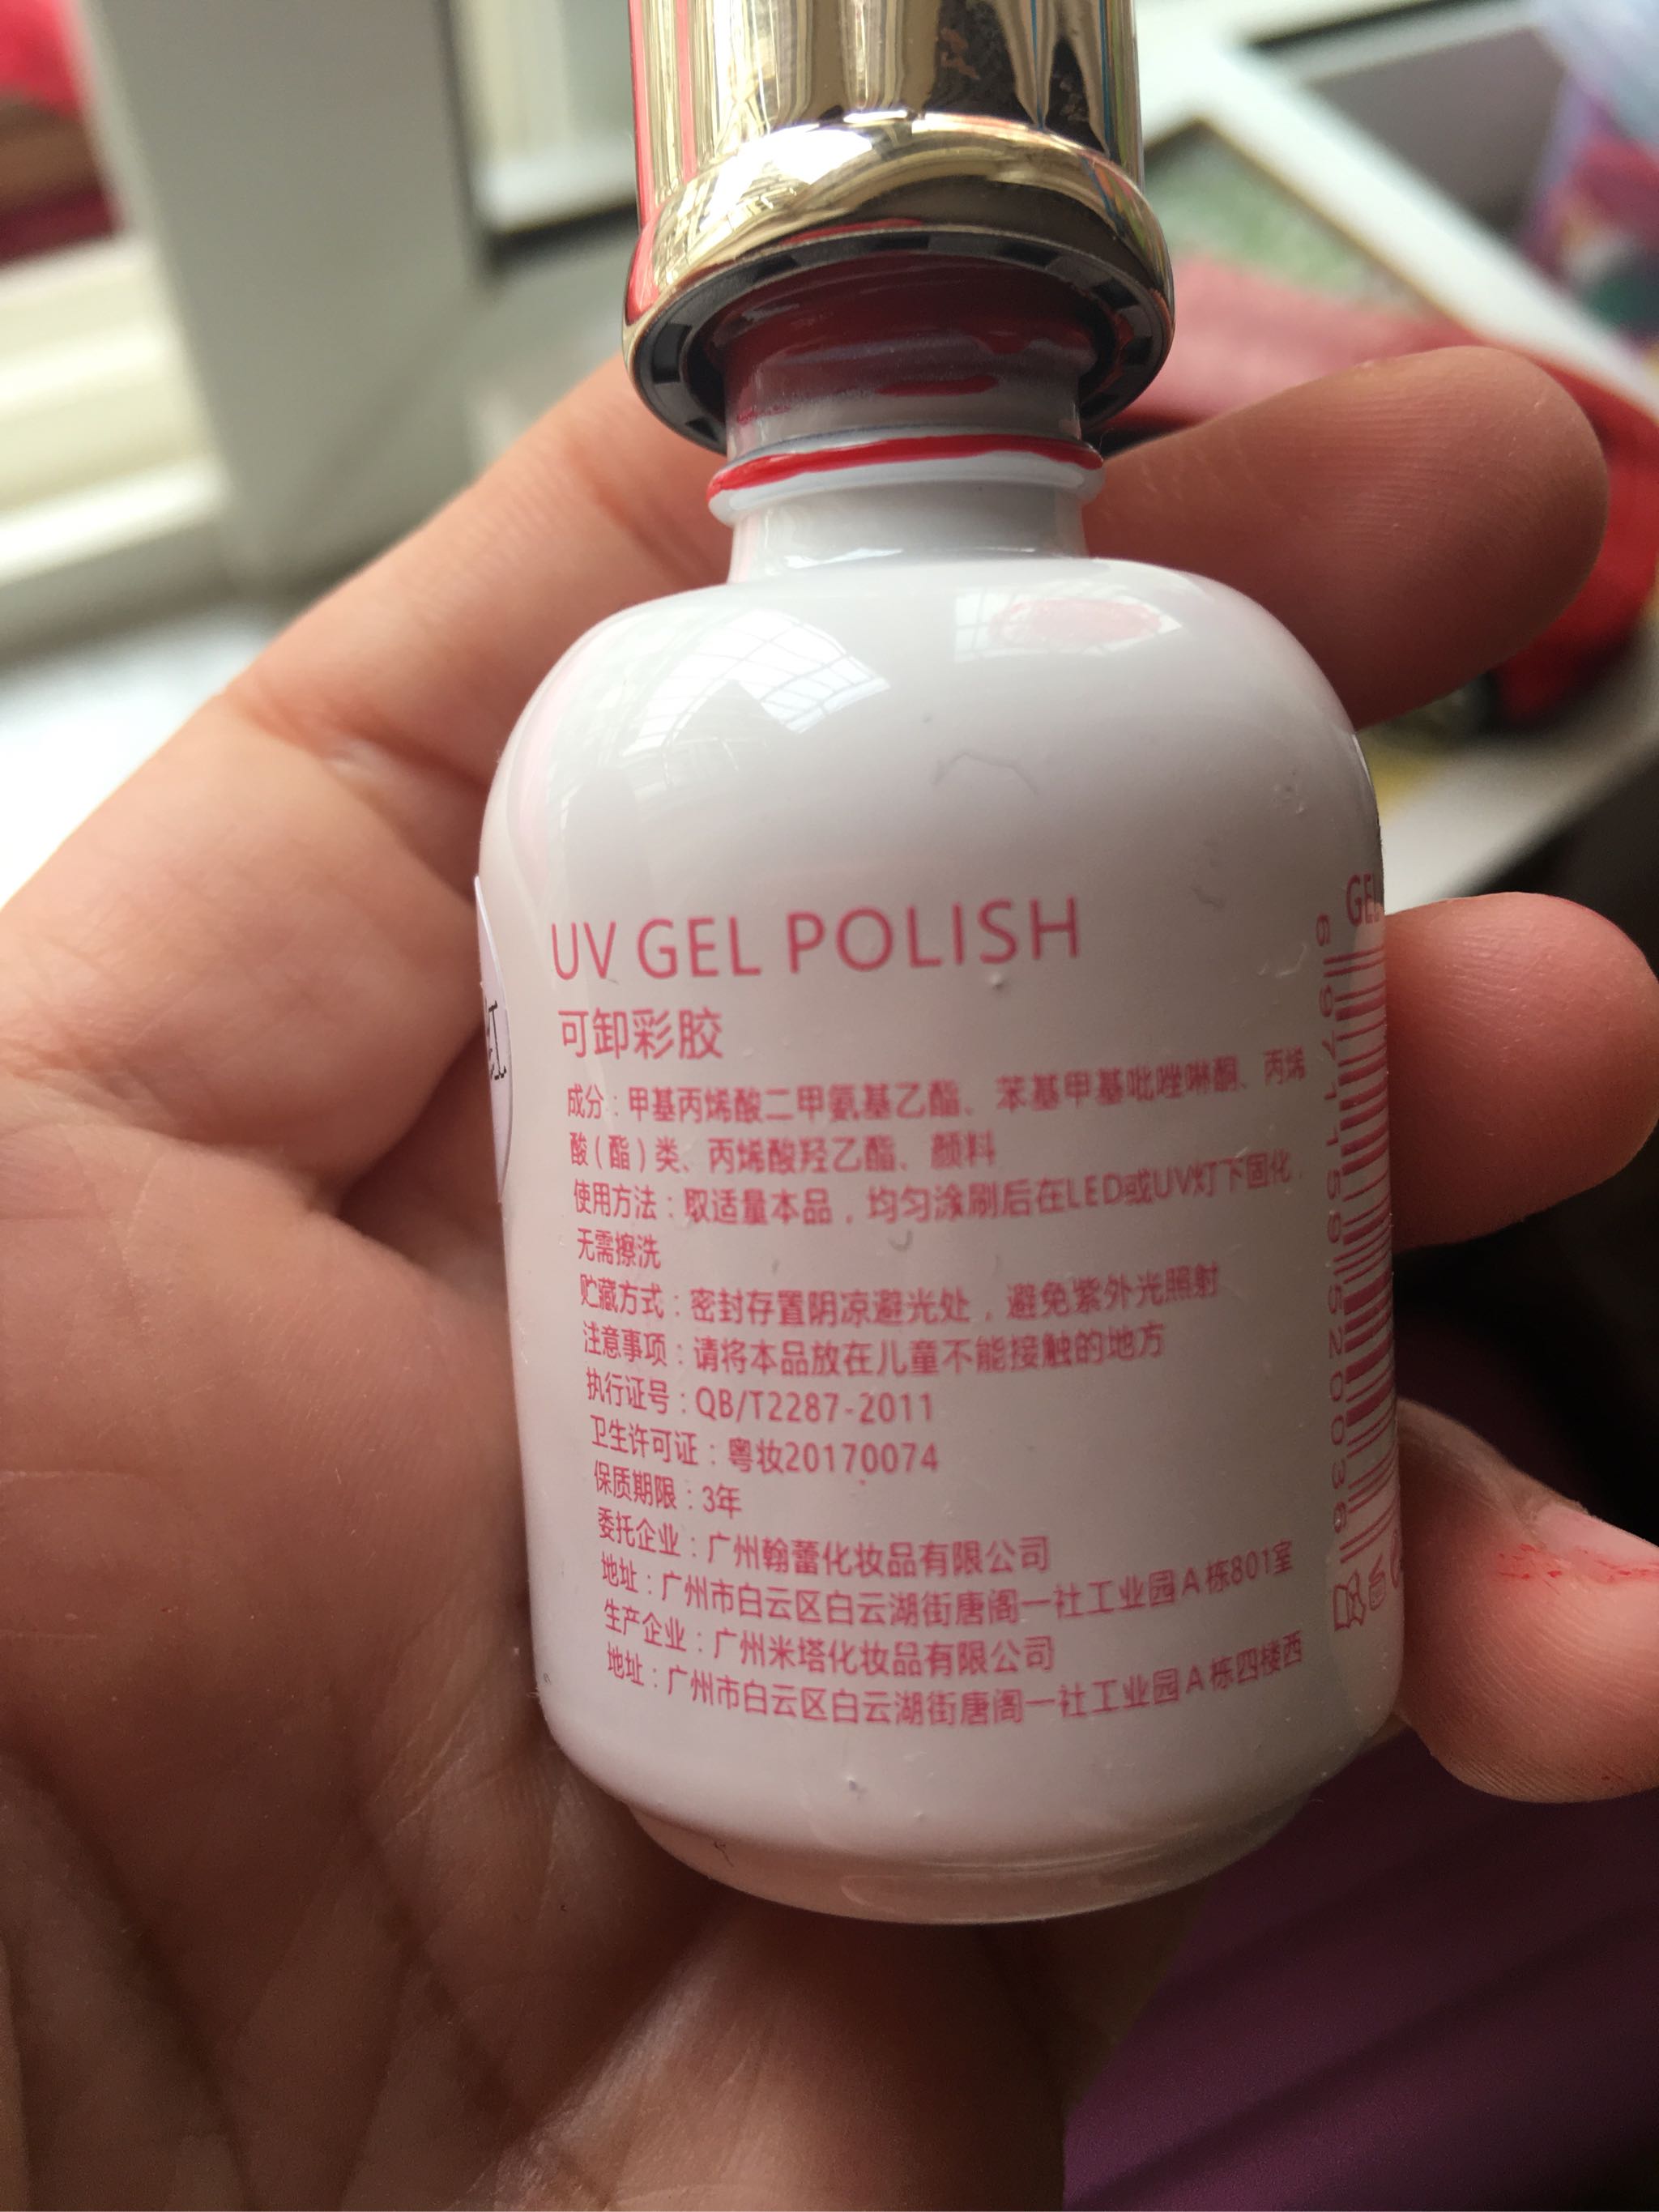 UV GEL POLISH
可卸彩胶
成分：甲基丙烯酸二甲氨基乙酯、苯基甲基吡唑啉酮、丙烯
酸（酯）类、丙烯酸羟乙酯、颜料
使用方法：取适量本品，均匀涂刷后在LED或UV灯下固化，
无需擦洗
贮藏方式：密封存置阴凉避光处，避免紫外光照射
注意事项：请将本品放在儿童不能接触的地方
执行证号：QB/T2287-2011
卫生许可证：粤妆20170074
保质期限：3年
委托企业：广州翰蕾化妆品有限公司
地址：广州市白云区白云湖街唐阁一社工业园A栋801室
生产企业：广州米塔化妆品有限公司
地址：广州市白云区白云湖街唐阁一社工业园A栋四楼西
GEL
红